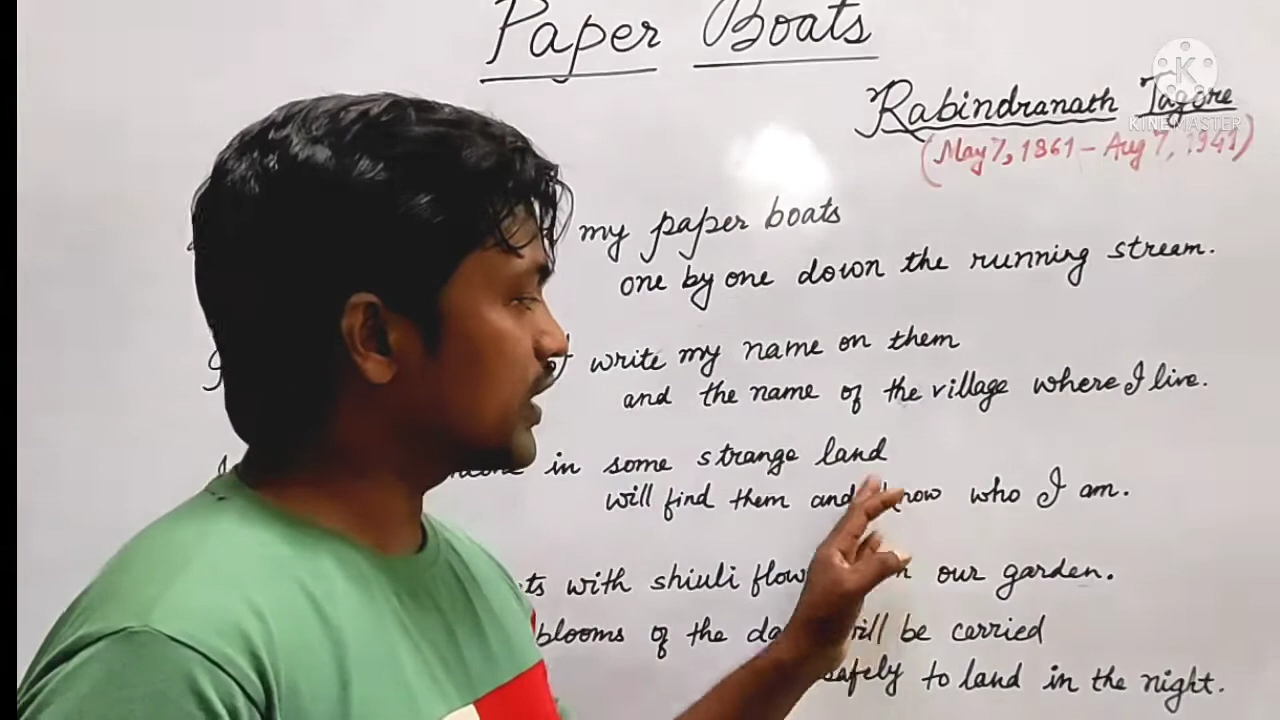 Paper Boats
KINEMASTER
Rabindranath Tagore
(May 7, 1861 - Aug 7, 1941)
my paper boats
one by one down the running stream.
write my name on them
and the name of the village where I live.
in some strange land
will find them and know who I am.
with shiuli our garden.
blooms of the will be carried
safely to land in the night.